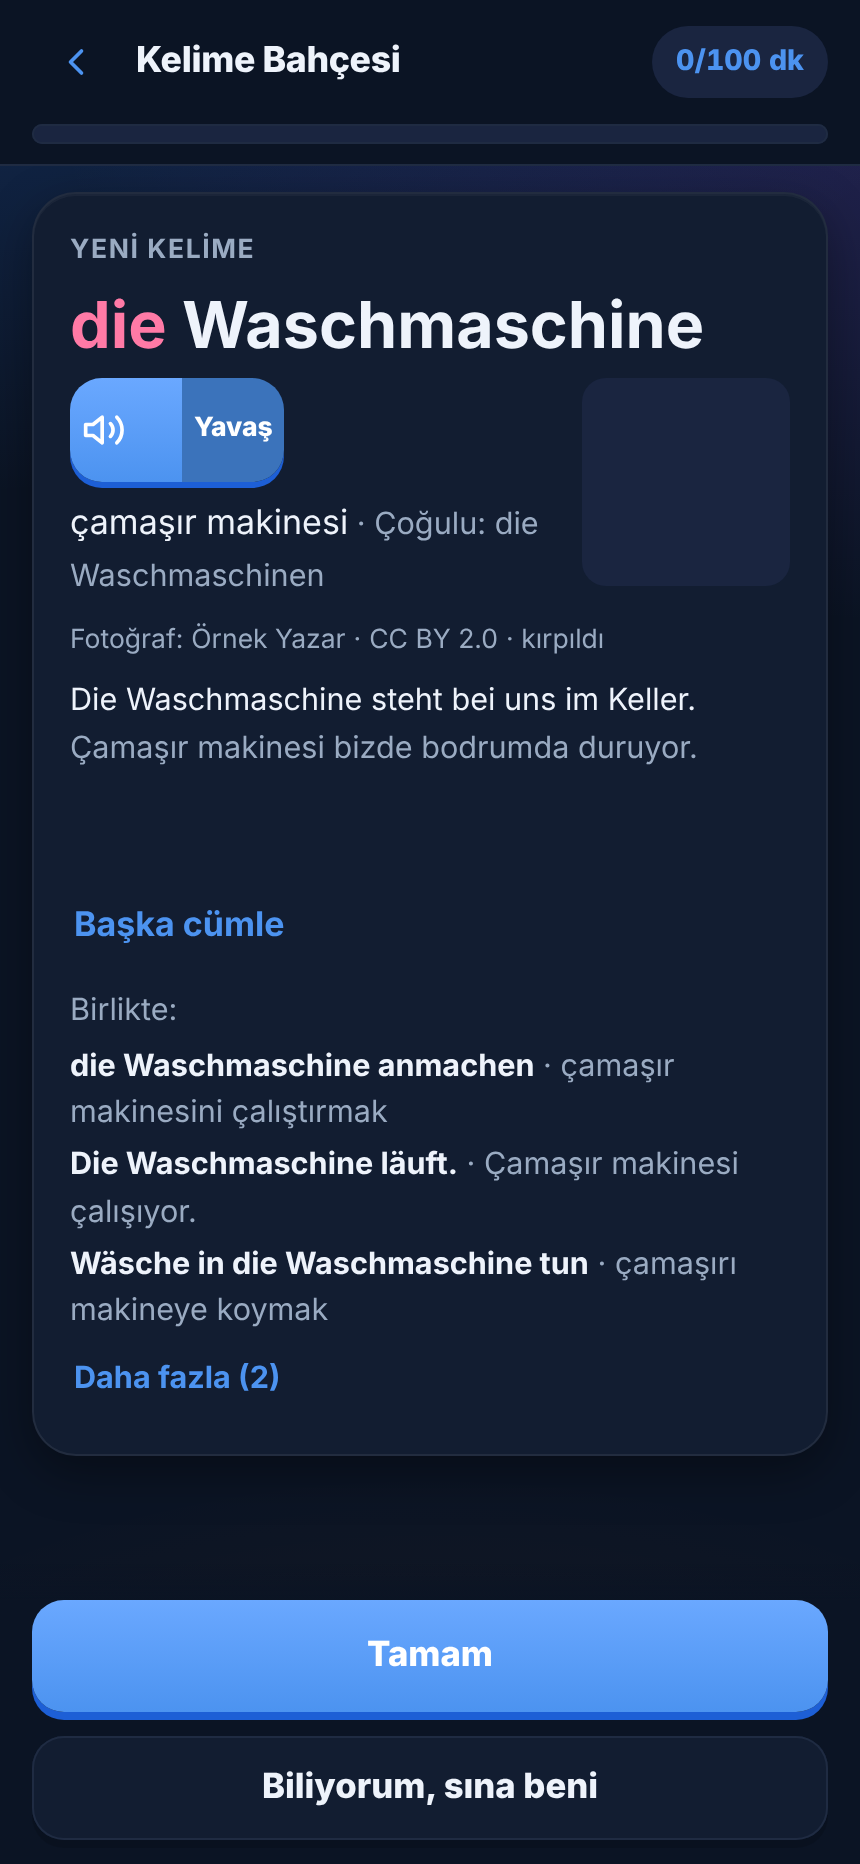 Kelime Bahçesi
0/100 dk
YENİ KELİME
die Waschmaschine
Yavaş
çamaşır makinesi · Çoğulu: die
Waschmaschinen
Fotoğraf: Örnek Yazar · CC BY 2.0 · kırpıldı
Die Waschmaschine steht bei uns im Keller.
Çamaşır makinesi bizde bodrumda duruyor.
Başka cümle
Birlikte:
die Waschmaschine anmachen · çamaşır
makinesini çalıştırmak
Die Waschmaschine läuft. · Çamaşır makinesi
çalışıyor.
Wäsche in die Waschmaschine tun · çamaşırı
makineye koymak
Daha fazla (2)
Tamam
Biliyorum, sına beni